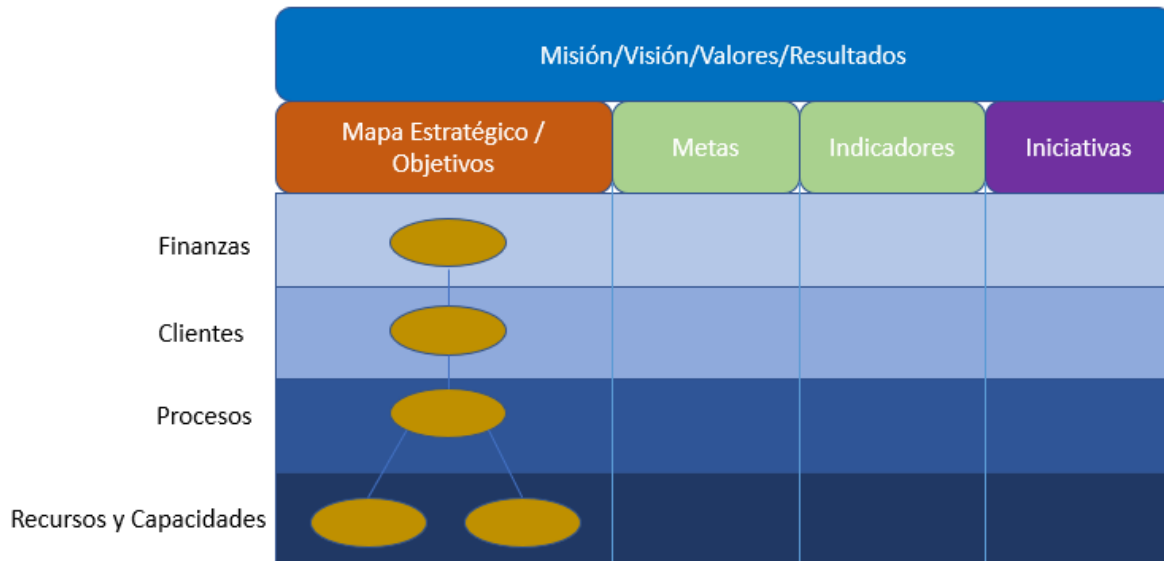 Misión/Visión/Valores/Resultados
Mapa Estratégico /
Objetivos
Metas
Indicadores
Iniciativas
Finanzas
Clientes
Procesos
Recursos y Capacidades